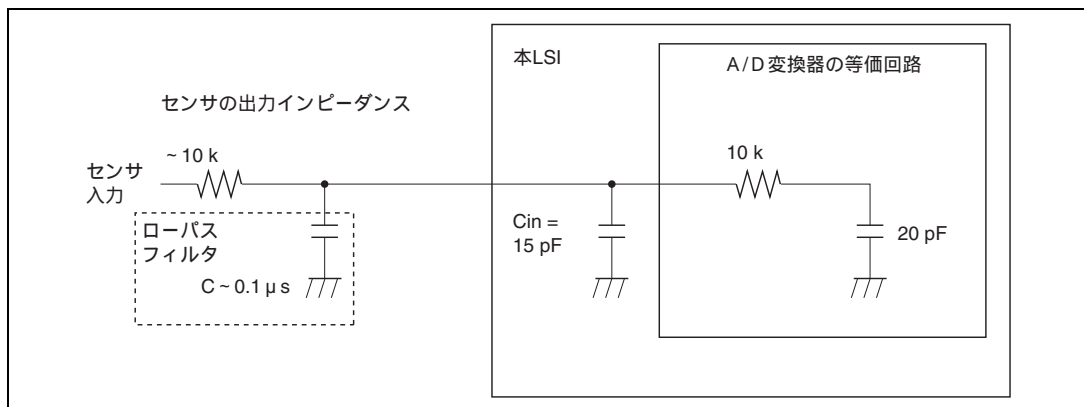 本LSI
A/D変換器の等価回路
センサの出力インピーダンス
~ 10 k
10 k
センサ
入力
ローパス
フィルタ
C ~ 0.1 μ s
Cin =
15 pF
20 pF